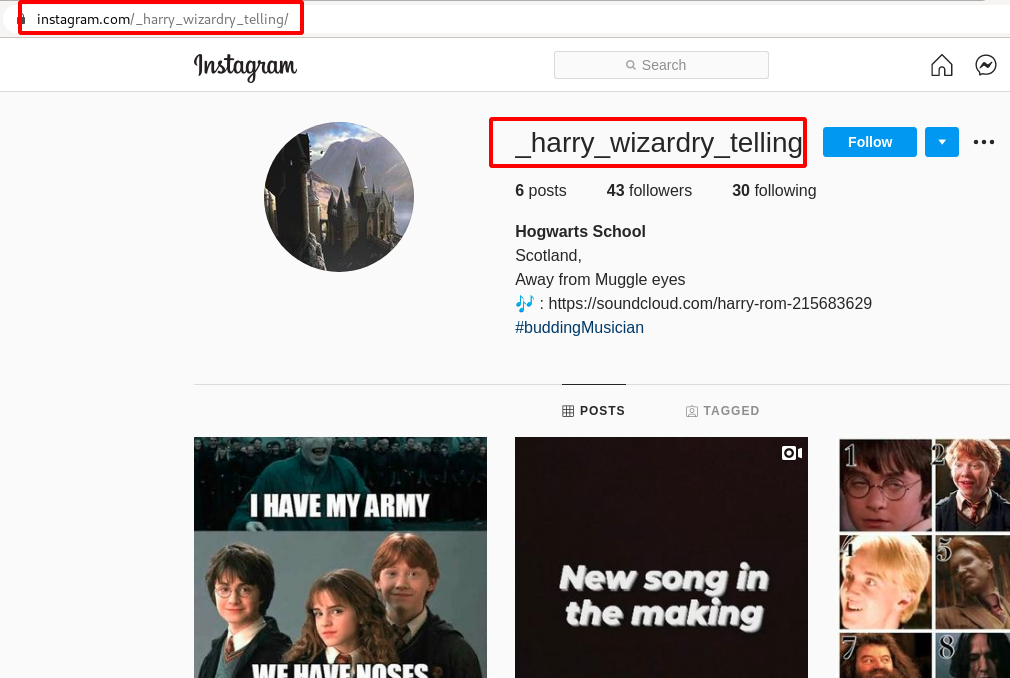 instagram.com/_harry_wizardry_telling/
Instagram
Search
_harry_wizardry_telling
Follow
6 posts 43 followers 30 following
Hogwarts School
Scotland,
Away from Muggle eyes
🎶 : https://soundcloud.com/harry-rom-215683629
#buddingMusician
POSTS TAGGED
I HAVE MY ARMY
WE HAVE NOSES
New song in
the making
1 2
4 5
7 8